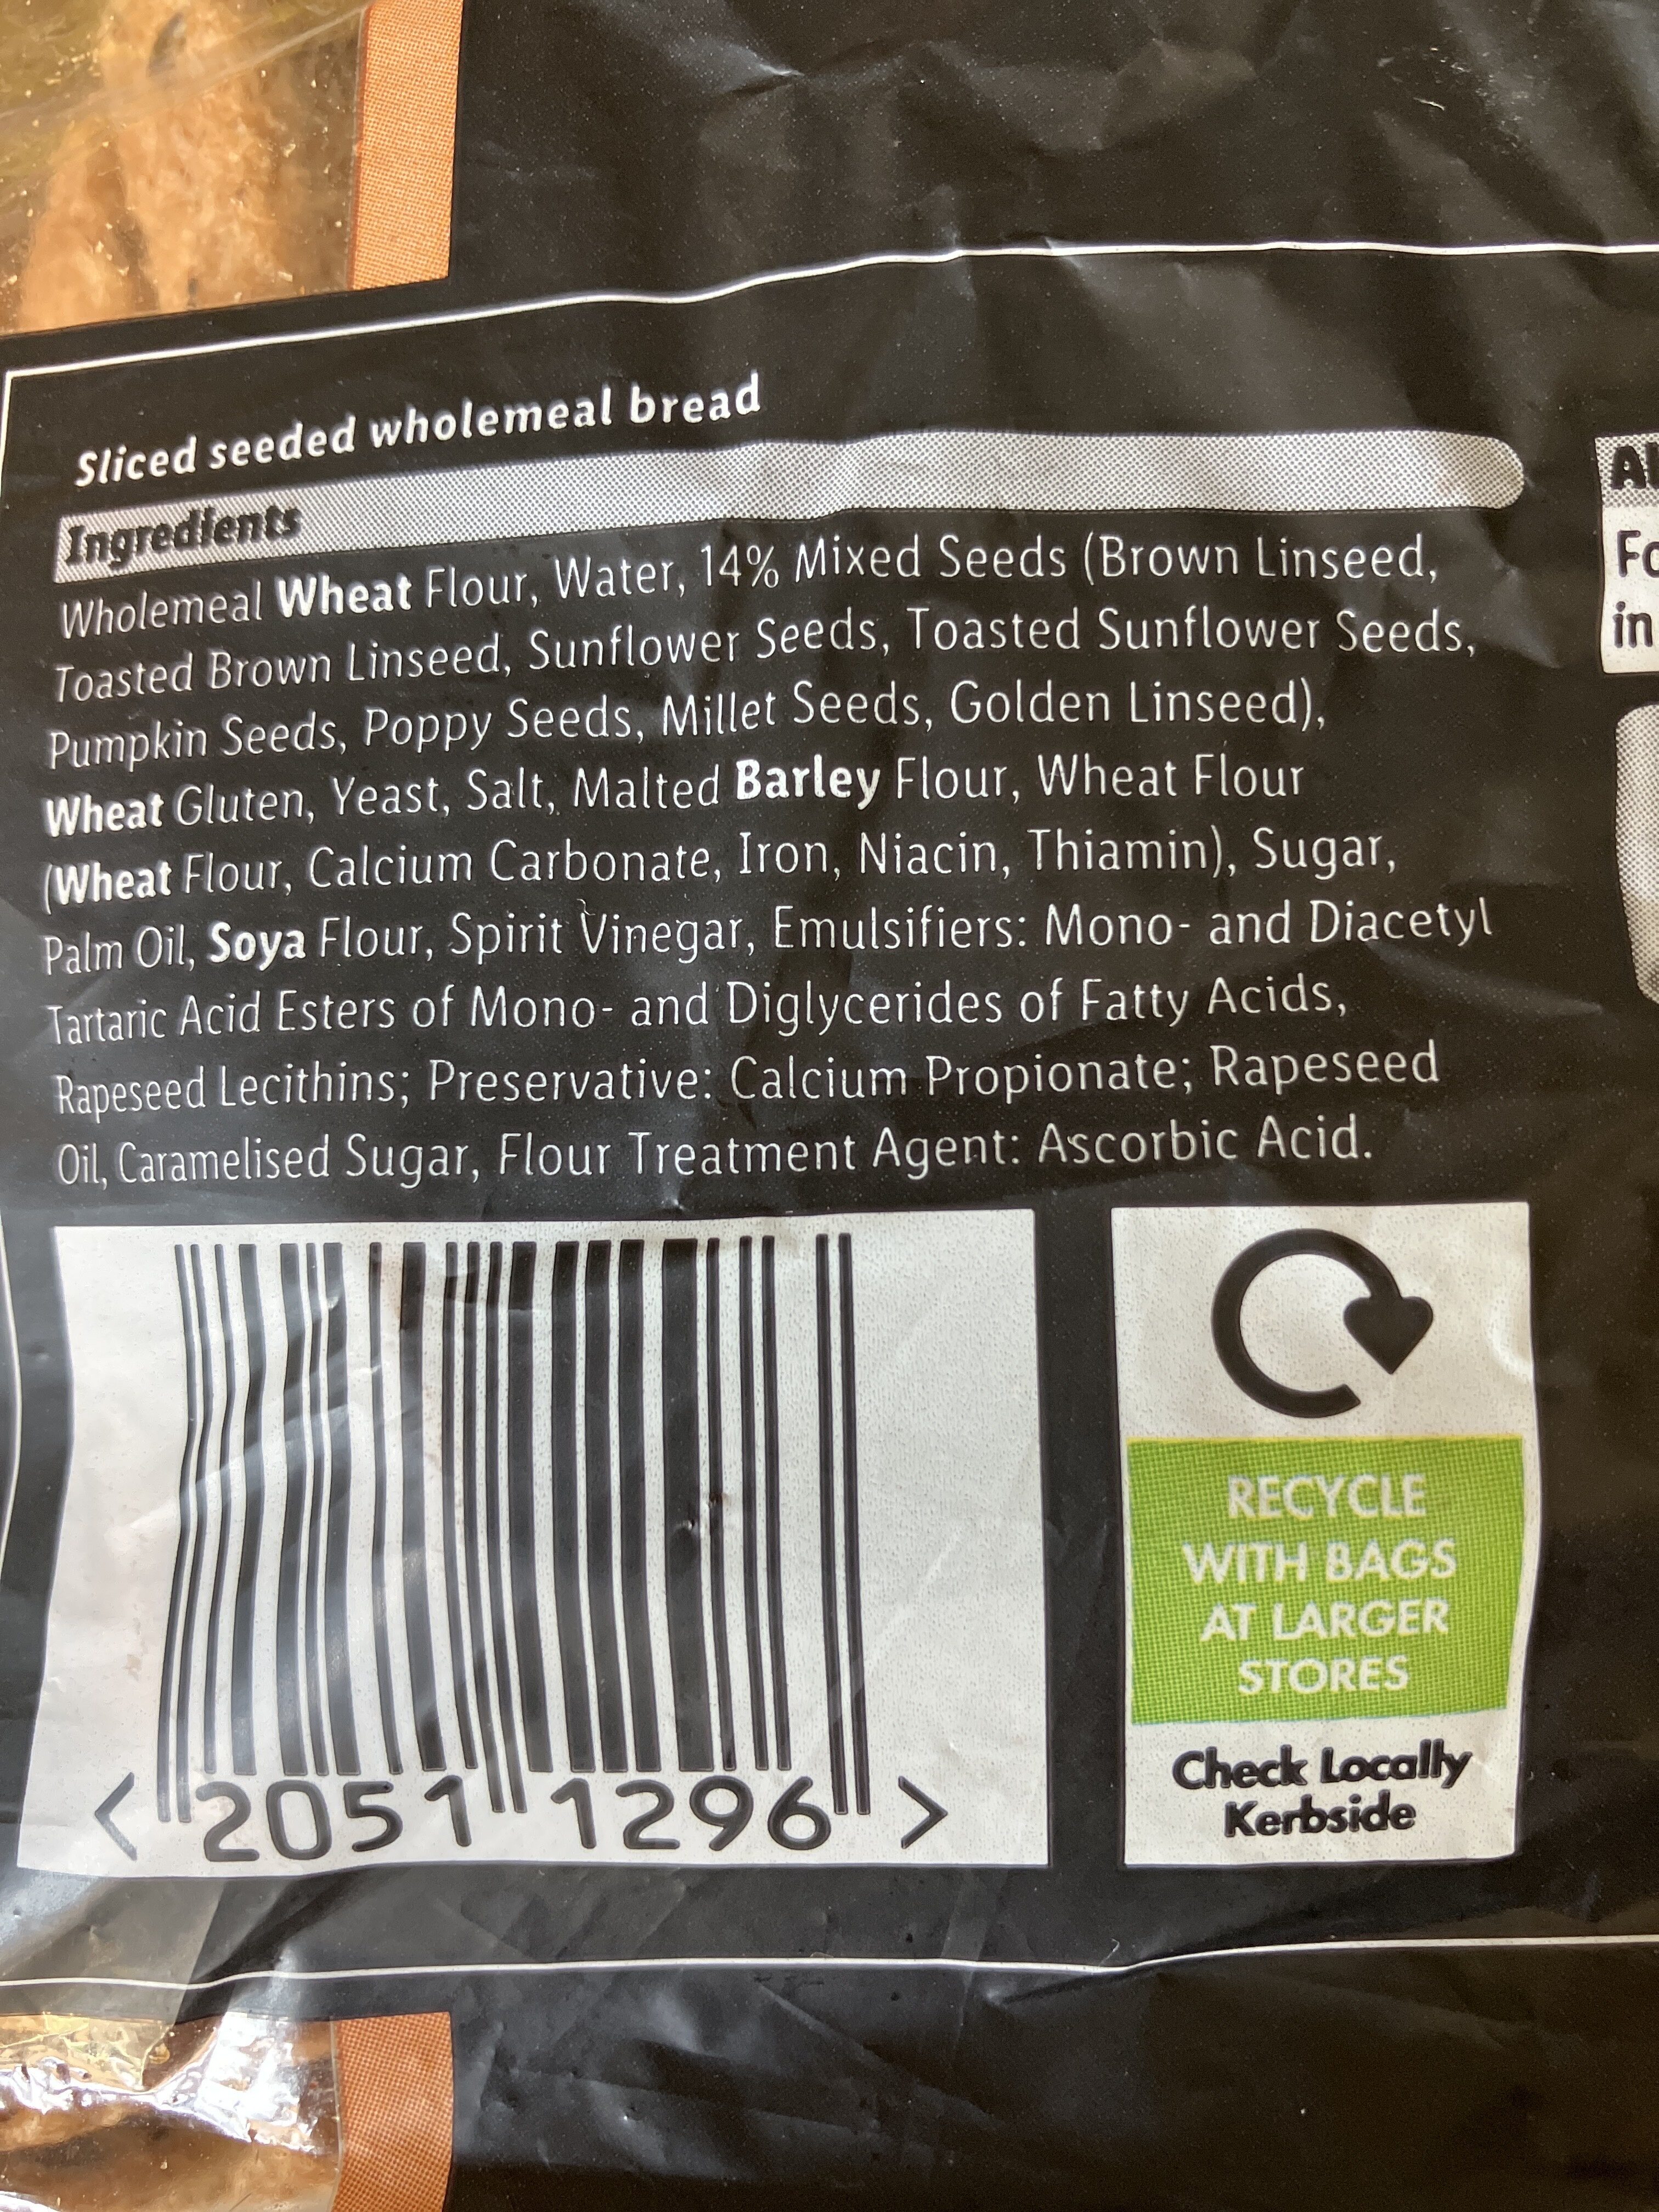 Sliced seeded wholemeal bread
Ingredients
Wholemeal Wheat Flour, Water, 14% Mixed Seeds (Brown Linseed,
Toasted Brown Linseed, Sunflower Seeds, Toasted Sunflower Seeds,
Pumpkin Seeds, Poppy Seeds, Millet Seeds, Golden Linseed),
Wheat Gluten, Yeast, Salt, Malted Barley Flour, Wheat Flour
(Wheat Flour, Calcium Carbonate, Iron, Niacin, Thiamin), Sugar,
Palm Oil, Soya Flour, Spirit Vinegar, Emulsifiers: Mono- and Diacetyl
Tartaric Acid Esters of Mono- and Diglycerides of Fatty Acids,
Rapeseed Lecithins; Preservative: Calcium Propionate; Rapeseed
Oil, Caramelised Sugar, Flour Treatment Agent: Ascorbic Acid.
< 2051 1296 >
RECYCLE
WITH BAGS
AT LARGER
STORES
Check Locally
Kerbside
in